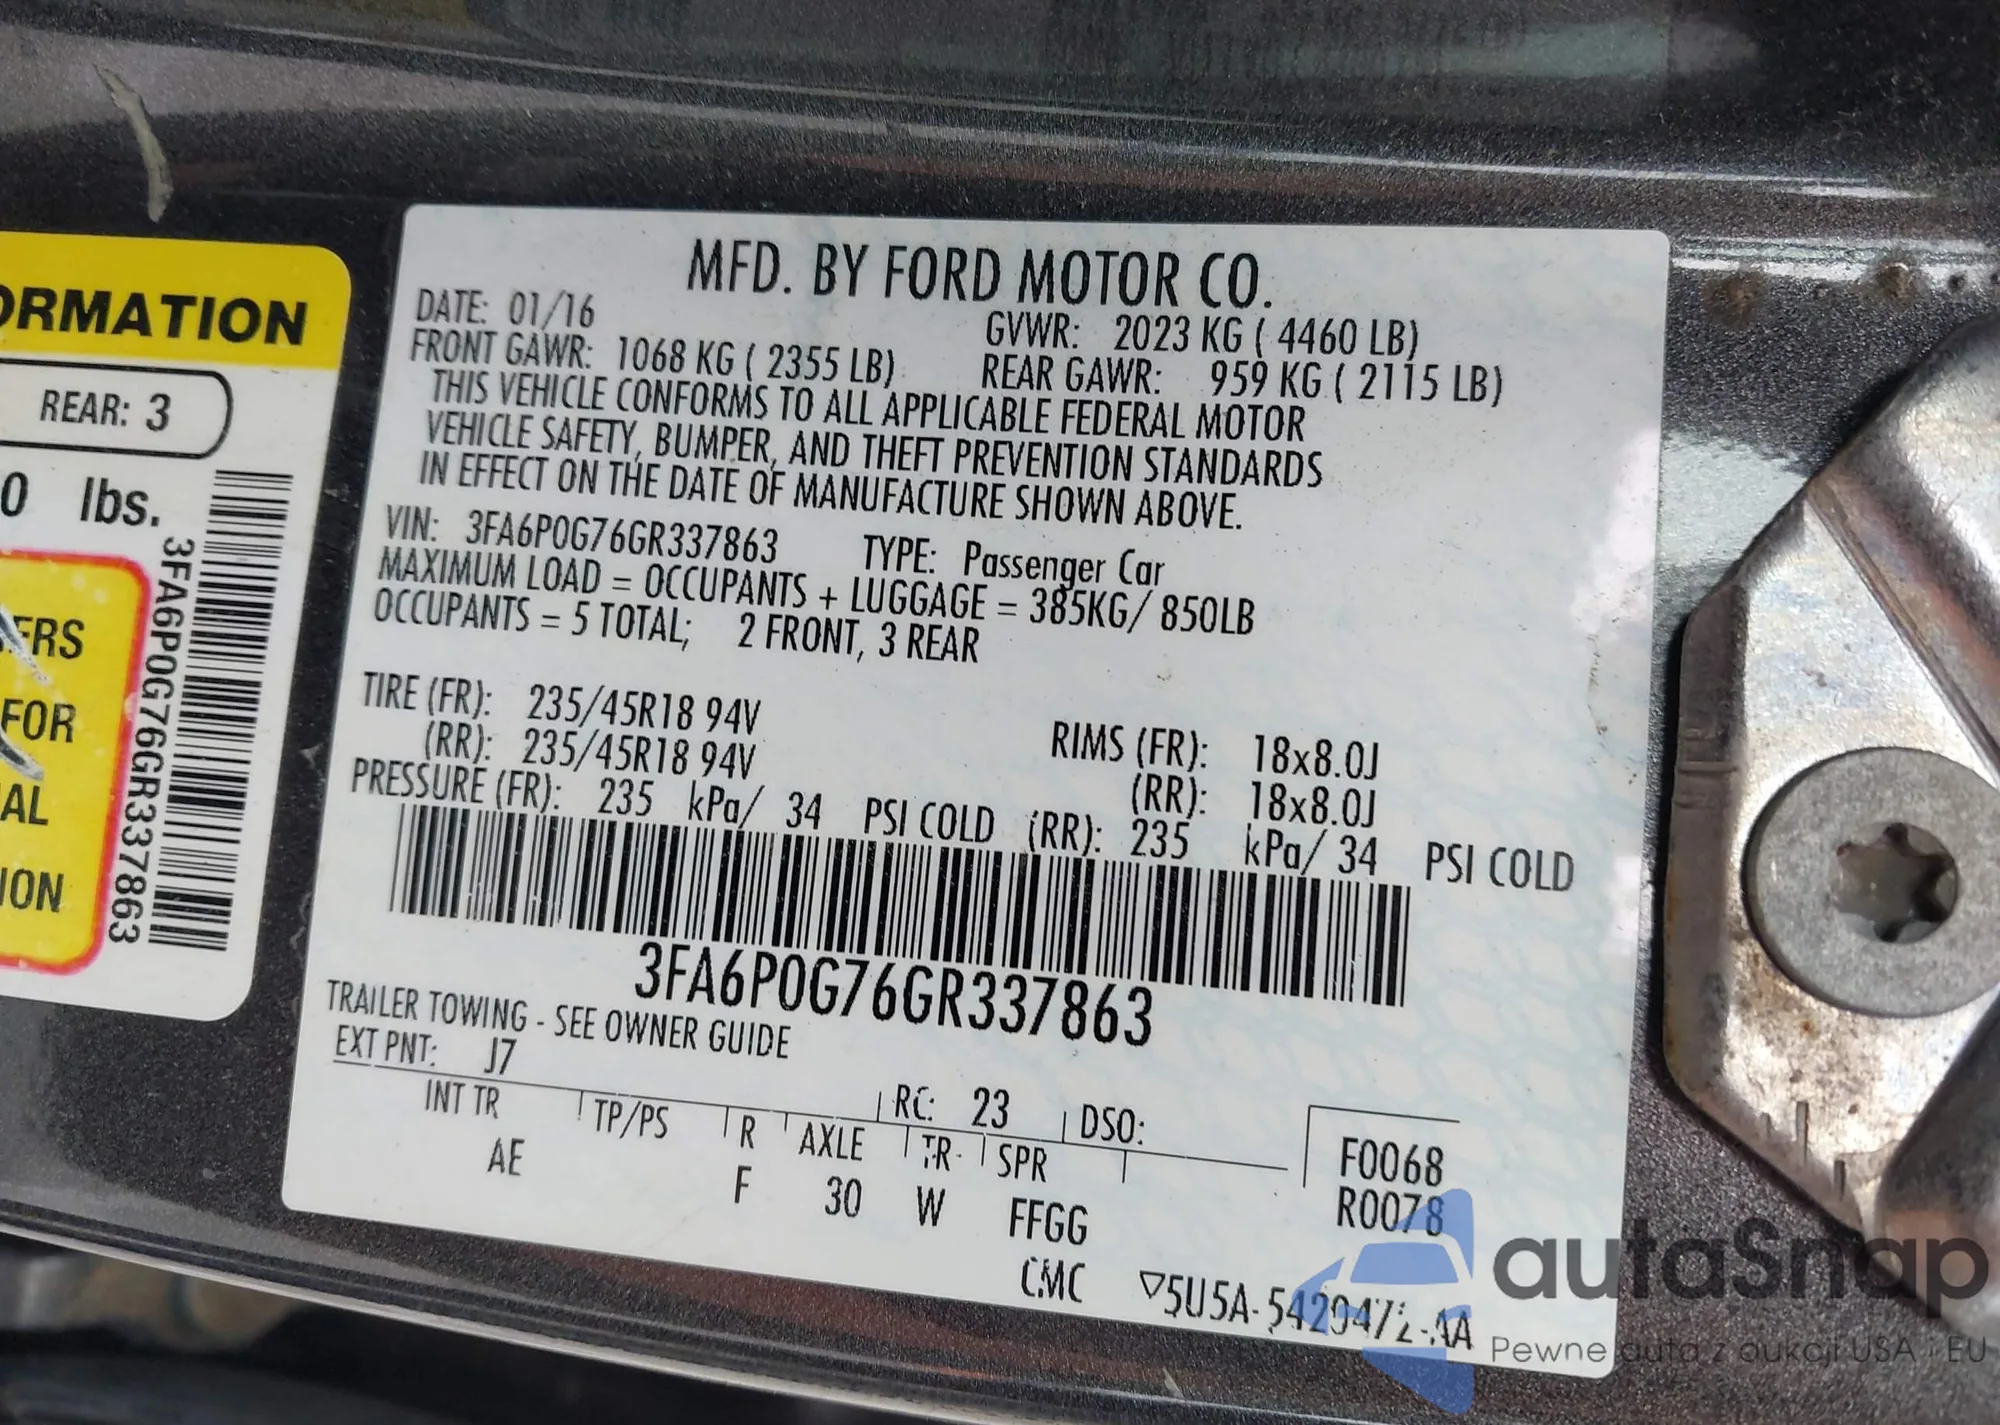 ORMATION
REAR: 3
0 lbs.
ERS
FOR
AL
ION
3FA6P0G76GR337863
MFD. BY FORD MOTOR CO.
DATE: 01/16 GVWR: 2023 KG ( 4460 LB)
FRONT GAWR: 1068 KG ( 2355 LB) REAR GAWR: 959 KG ( 2115 LB)
THIS VEHICLE CONFORMS TO ALL APPLICABLE FEDERAL MOTOR
VEHICLE SAFETY, BUMPER, AND THEFT PREVENTION STANDARDS
IN EFFECT ON THE DATE OF MANUFACTURE SHOWN ABOVE.
VIN: 3FA6P0G76GR337863 TYPE: Passenger Car
MAXIMUM LOAD = OCCUPANTS + LUGGAGE = 385KG/ 850LB
OCCUPANTS = 5 TOTAL; 2 FRONT, 3 REAR
TIRE (FR): 235/45R18 94V RIMS (FR): 18x8.0J
(RR): 235/45R18 94V (RR): 18x8.0J
PRESSURE (FR): 235 kPa/ 34 PSI COLD (RR): 235 kPa/ 34 PSI COLD
3FA6P0G76GR337863
TRAILER TOWING - SEE OWNER GUIDE
EXT PNT: J7 RC: 23 DSO:
INT TR TP/PS R AXLE TR SPR F0068
AE F 30 W FFGG R0078
CMC ▽5U5A-5420472-AA
autaSnap
Pewne auta z aukcji USA i EU